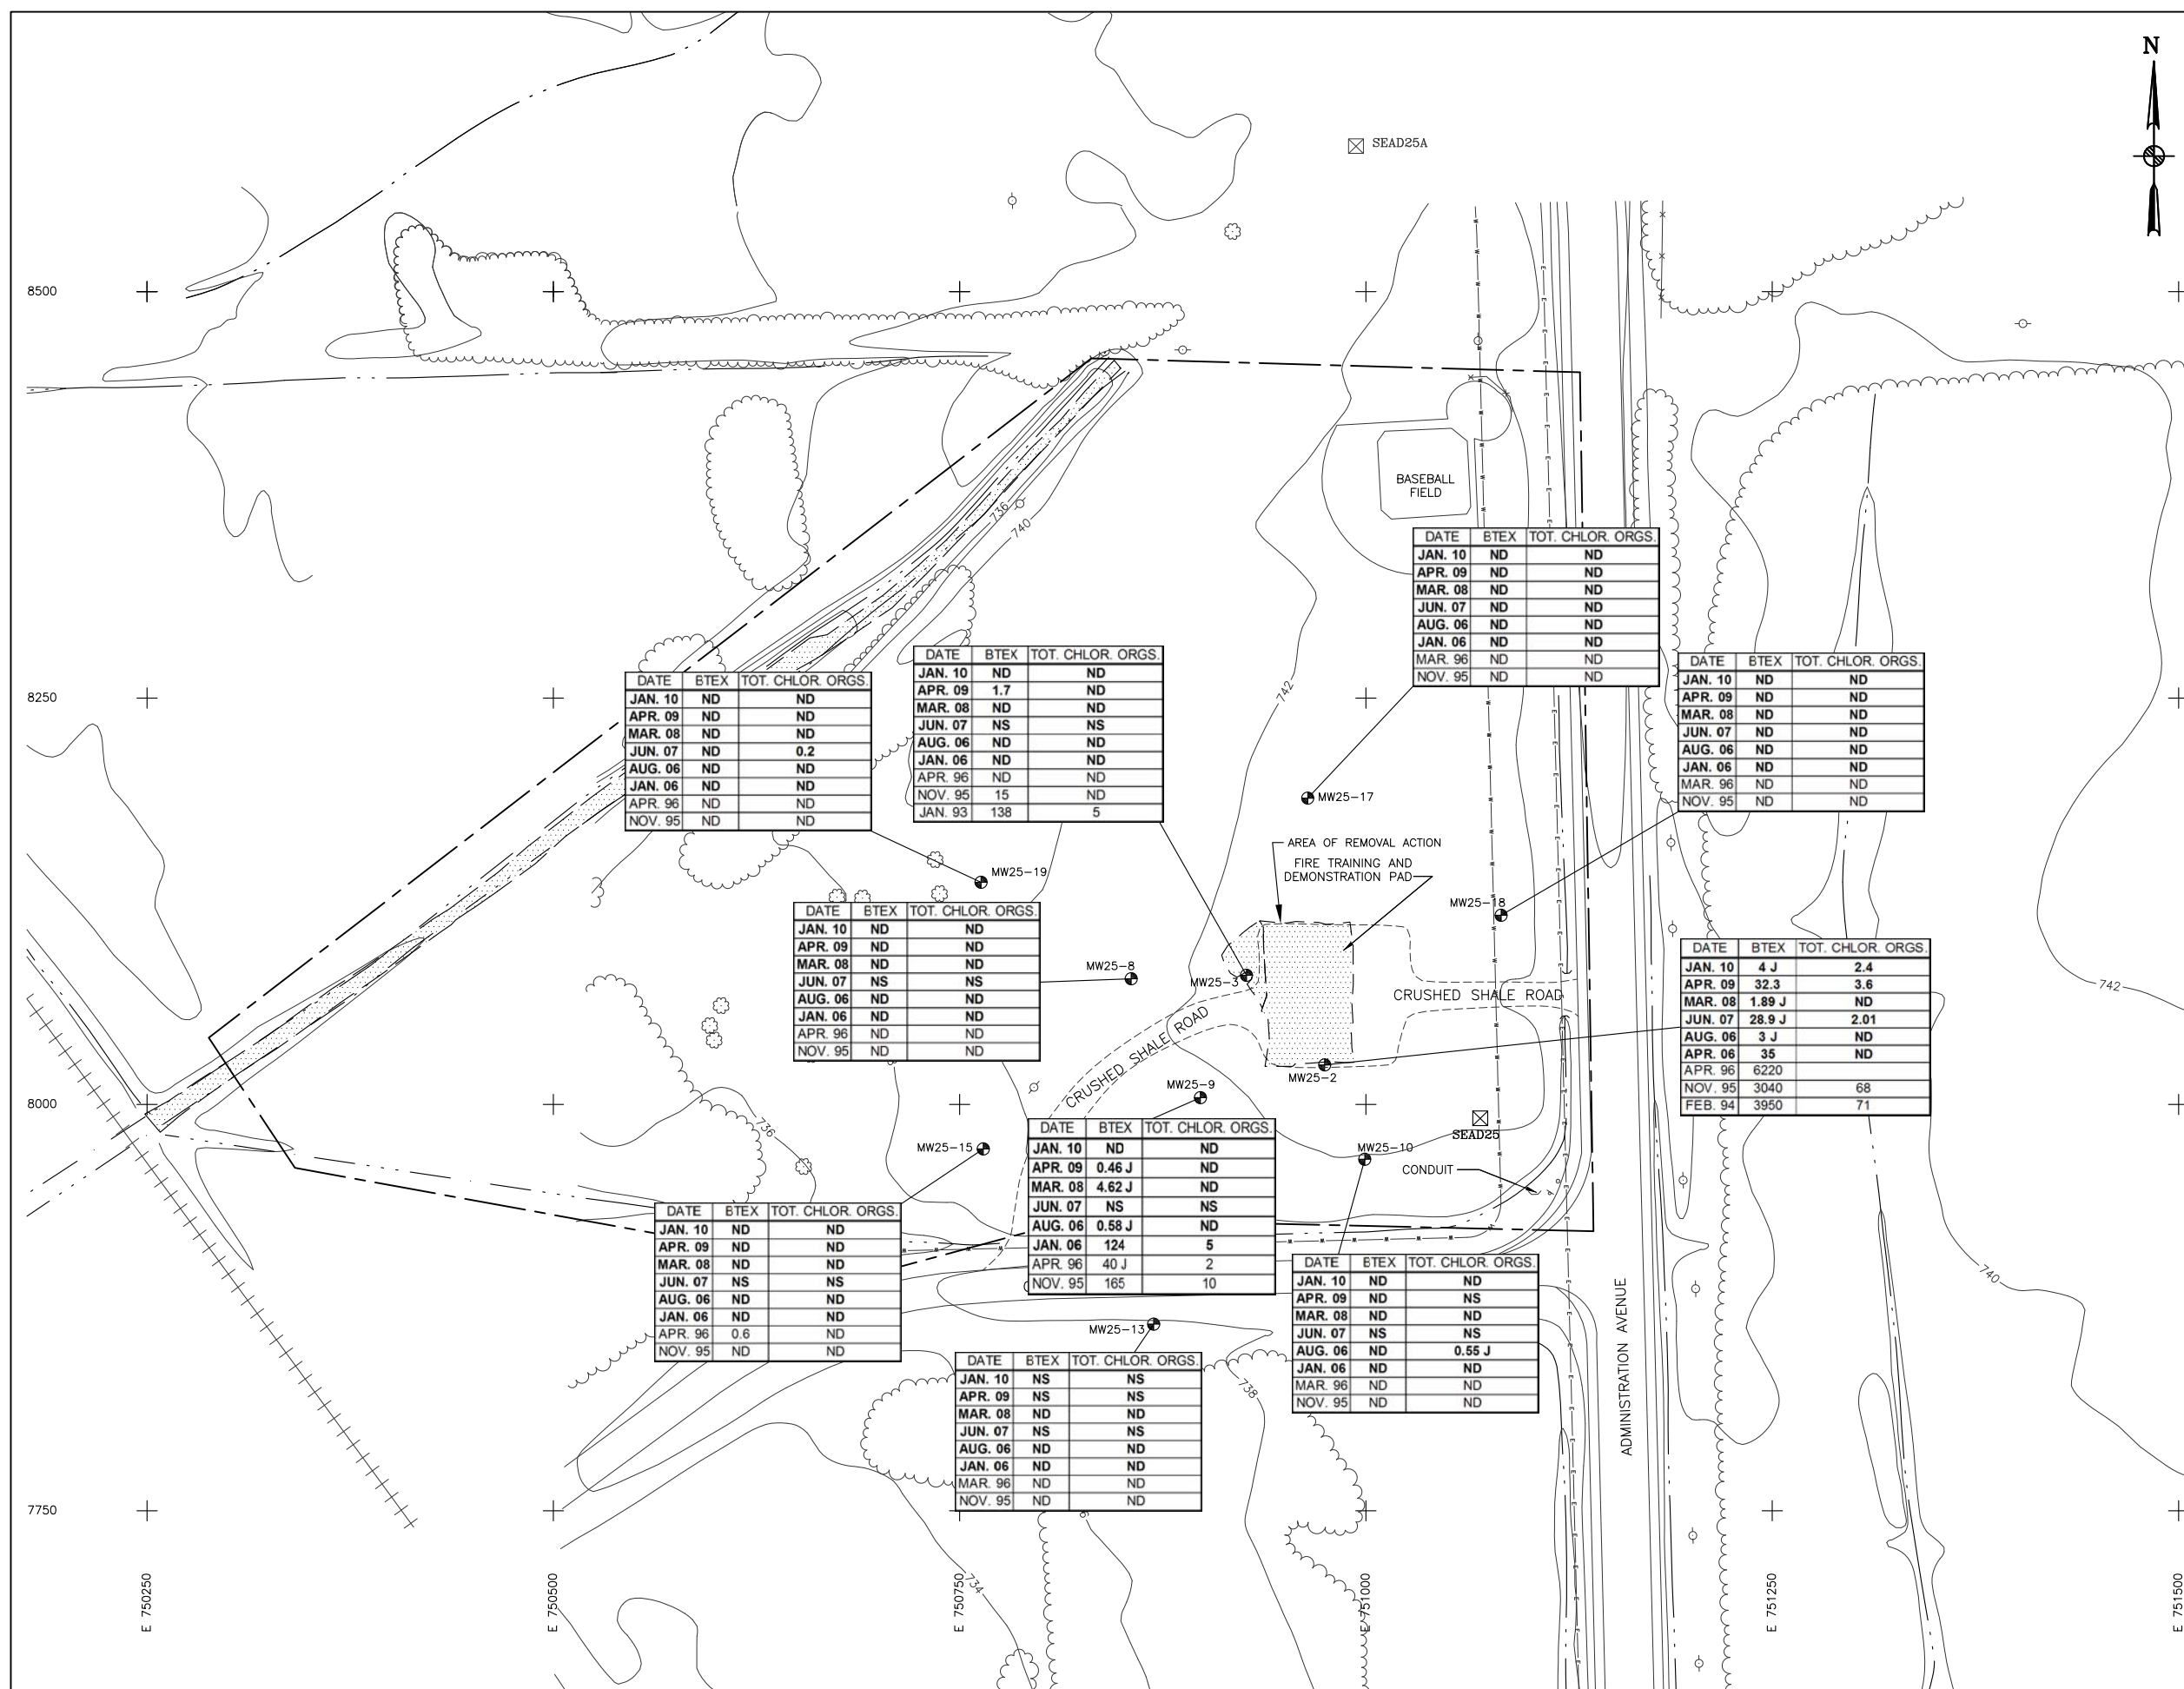 N
SEAD25A
8500
BASEBALL
FIELD
736
740
DATE BTEX TOT. CHLOR. ORGS.
JAN. 10 ND ND
APR. 09 ND ND
MAR. 08 ND ND
JUN. 07 ND ND
AUG. 06 ND ND
JAN. 06 ND ND
MAR. 96 ND ND
NOV. 95 ND ND
DATE BTEX TOT. CHLOR. ORGS.
JAN. 10 ND ND
APR. 09 1.7 ND
MAR. 08 ND ND
JUN. 07 NS NS
AUG. 06 ND ND
JAN. 06 ND ND
APR. 96 ND ND
NOV. 95 15 ND
JAN. 93 138 5
DATE BTEX TOT. CHLOR. ORGS.
JAN. 10 ND ND
APR. 09 ND ND
MAR. 08 ND ND
JUN. 07 ND ND
AUG. 06 ND ND
JAN. 06 ND ND
MAR. 96 ND ND
NOV. 95 ND ND
DATE BTEX TOT. CHLOR. ORGS.
JAN. 10 ND ND
APR. 09 ND ND
MAR. 08 ND ND
JUN. 07 ND 0.2
AUG. 06 ND ND
JAN. 06 ND ND
APR. 96 ND ND
NOV. 95 ND ND
8250
742
MW25-17
AREA OF REMOVAL ACTION
FIRE TRAINING AND
DEMONSTRATION PAD
MW25-19
MW25-18
DATE BTEX TOT. CHLOR. ORGS.
JAN. 10 ND ND
APR. 09 ND ND
MAR. 08 ND ND
JUN. 07 NS NS
AUG. 06 ND ND
JAN. 06 ND ND
APR. 96 ND ND
NOV. 95 ND ND
MW25-8
MW25-3
CRUSHED SHALE ROAD
CRUSHED SHALE ROAD
742
DATE BTEX TOT. CHLOR. ORGS.
JAN. 10 4 J 2.4
APR. 09 32.3 3.6
MAR. 08 1.89 J ND
JUN. 07 28.9 J 2.01
AUG. 06 3 J ND
APR. 06 35 ND
APR. 96 6220
NOV. 95 3040 68
FEB. 94 3950 71
MW25-2
MW25-9
8000
736
SEAD25
MW25-15
MW25-10
CONDUIT
DATE BTEX TOT. CHLOR. ORGS.
JAN. 10 ND ND
APR. 09 0.46 J ND
MAR. 08 4.62 J ND
JUN. 07 NS NS
AUG. 06 0.58 J ND
JAN. 06 124 5
APR. 96 40 J 2
NOV. 95 165 10
DATE BTEX TOT. CHLOR. ORGS.
JAN. 10 ND ND
APR. 09 ND ND
MAR. 08 ND ND
JUN. 07 NS NS
AUG. 06 ND ND
JAN. 06 ND ND
APR. 96 0.6 ND
NOV. 95 ND ND
DATE BTEX TOT. CHLOR. ORGS.
JAN. 10 ND ND
APR. 09 ND NS
MAR. 08 ND ND
JUN. 07 NS NS
AUG. 06 ND 0.55 J
JAN. 06 ND ND
MAR. 96 ND ND
NOV. 95 ND ND
740
ADMINISTRATION AVENUE
MW25-13
DATE BTEX TOT. CHLOR. ORGS.
JAN. 10 NS NS
APR. 09 NS NS
MAR. 08 ND ND
JUN. 07 NS NS
AUG. 06 ND ND
JAN. 06 ND ND
MAR. 96 ND ND
NOV. 95 ND ND
738
7750
734
E 750250
E 750500
E 750750
E 751000
E 751250
E 751500